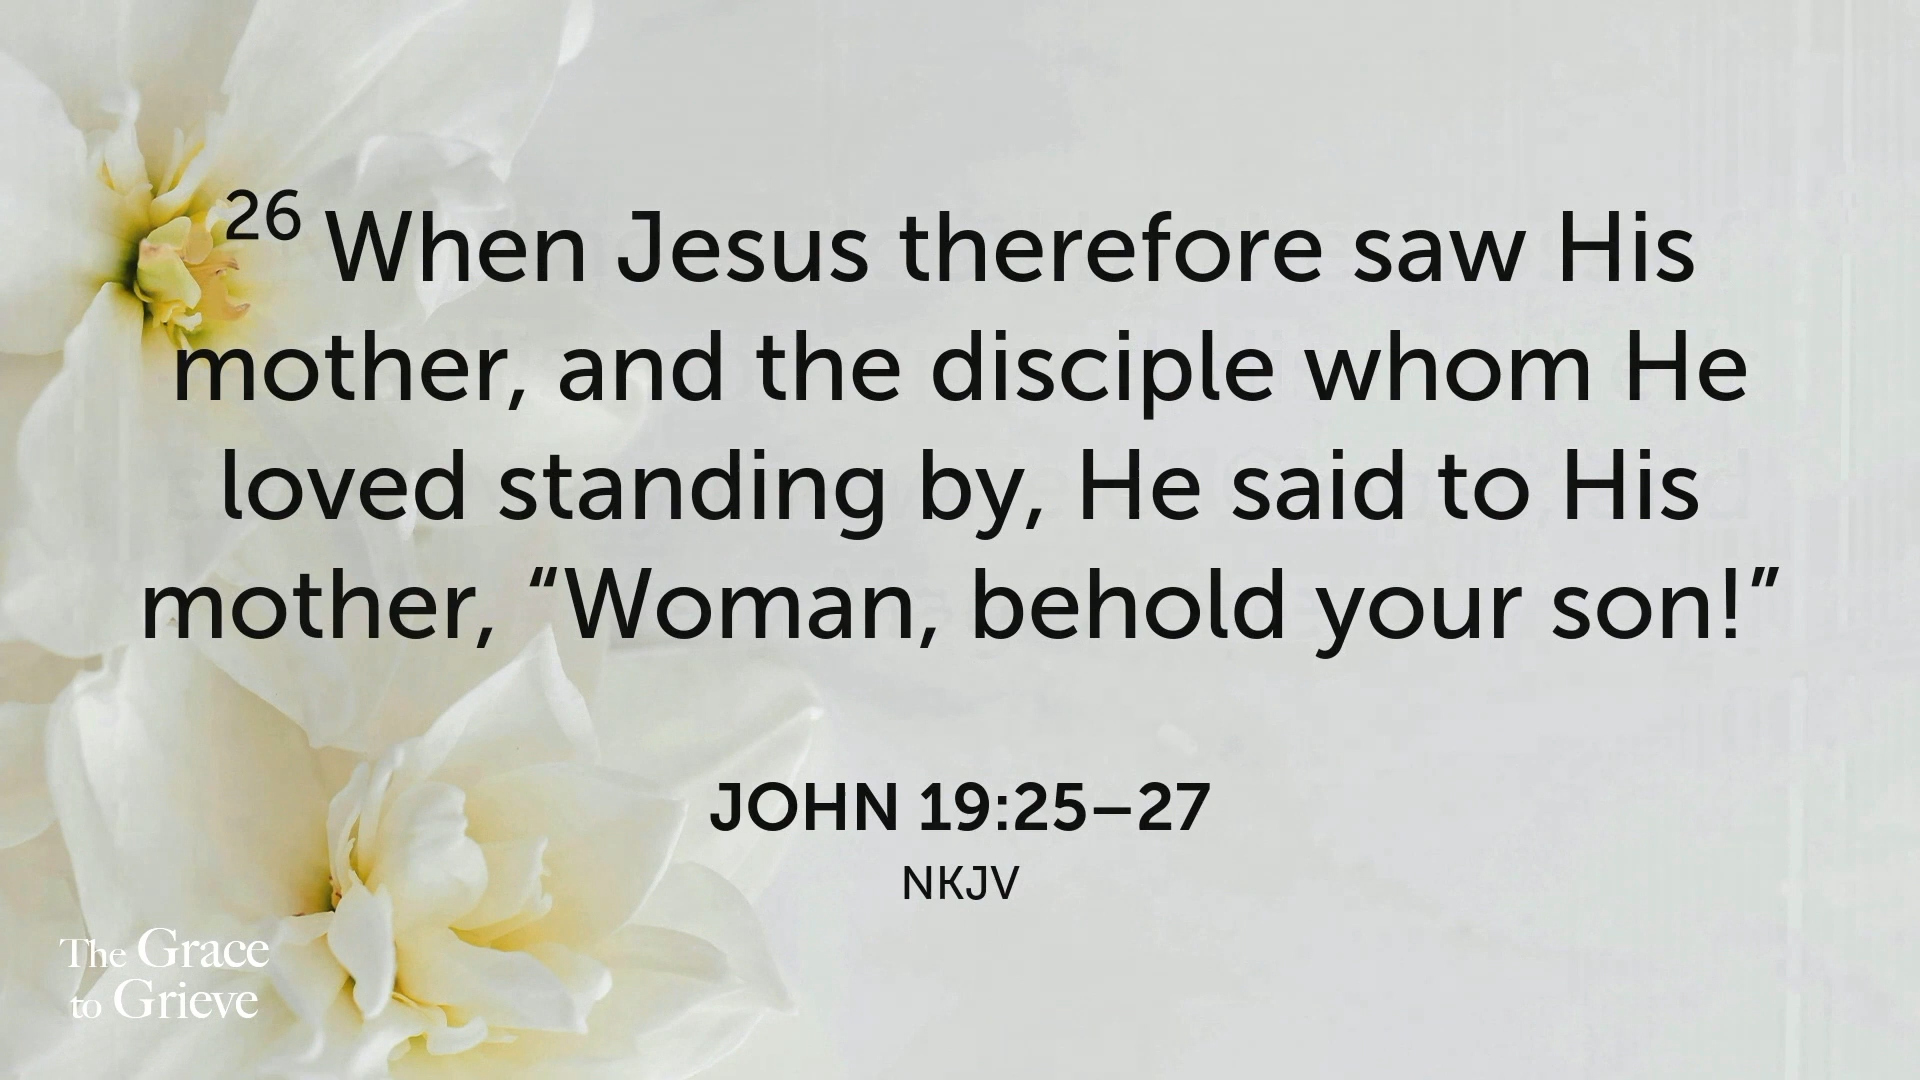 26 When Jesus therefore saw His
mother, and the disciple whom He
loved standing by, He said to His
mother, “Woman, behold your son!”
JOHN 19:25–27
NKJV
The Grace
to Grieve